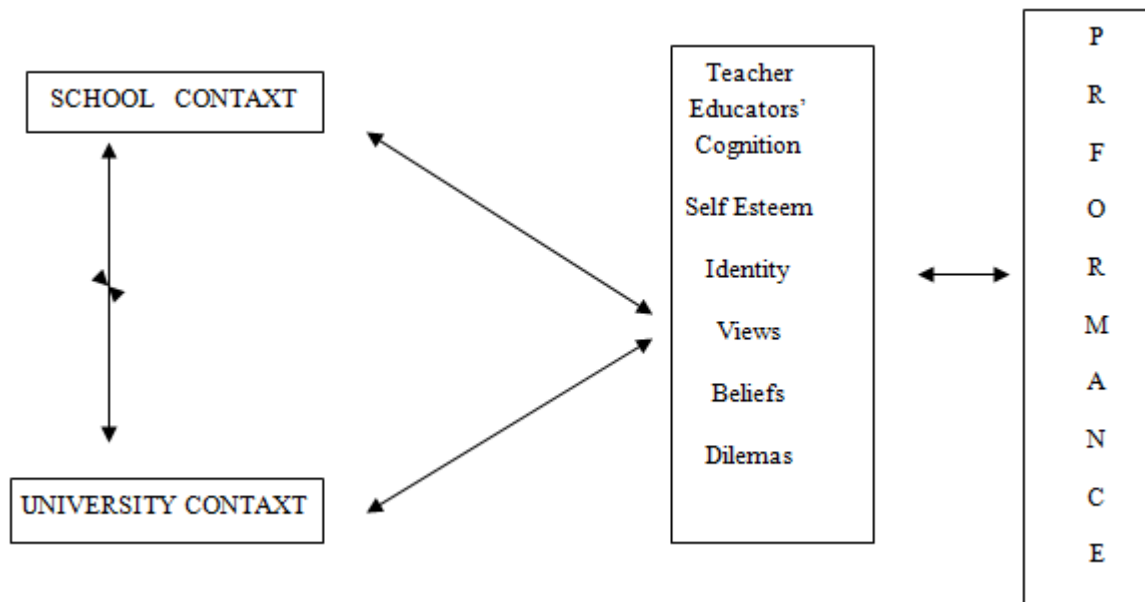 SCHOOL CONTAXT
UNIVERSITY CONTAXT
Teacher
Educators’
Cognition
Self Esteem
Identity
Views
Beliefs
Dilemas
P
R
F
O
R
M
A
N
C
E